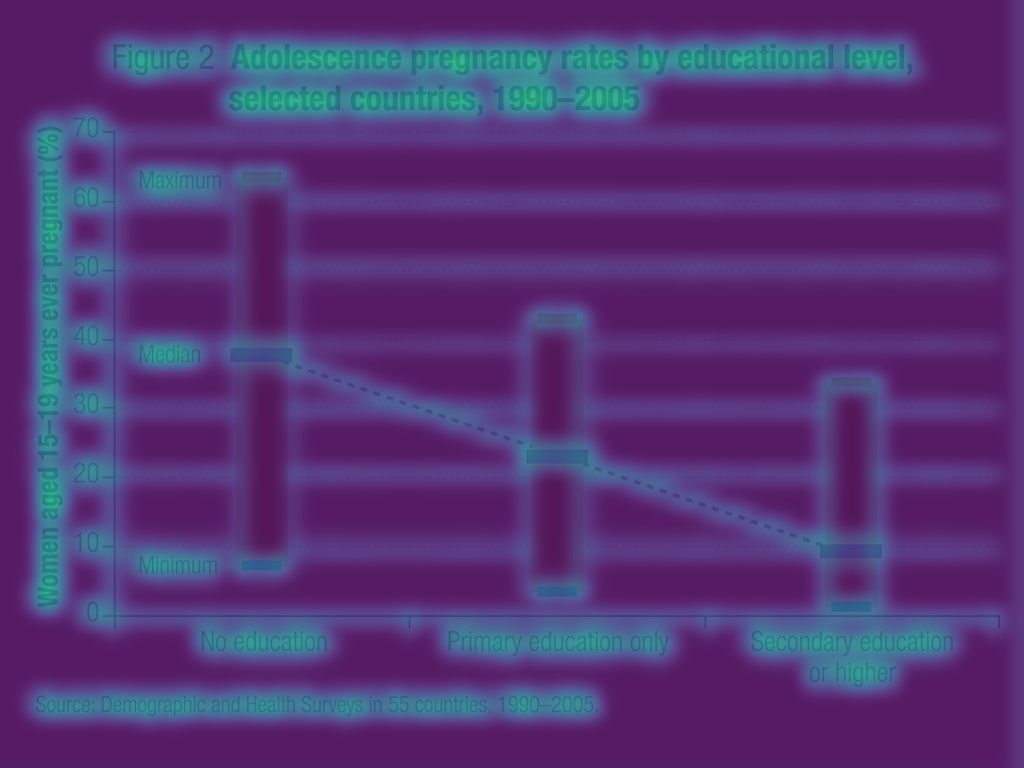 Figure 2 Adolescence pregnancy rates by educational level,
selected countries, 1990–2005
Women aged 15–19 years ever pregnant (%)
70
60
50
40
30
20
10
0
Maximum
Median
Minimum
No education
Primary education only
Secondary education
or higher
Source: Demographic and Health Surveys in 55 countries, 1990–2005.